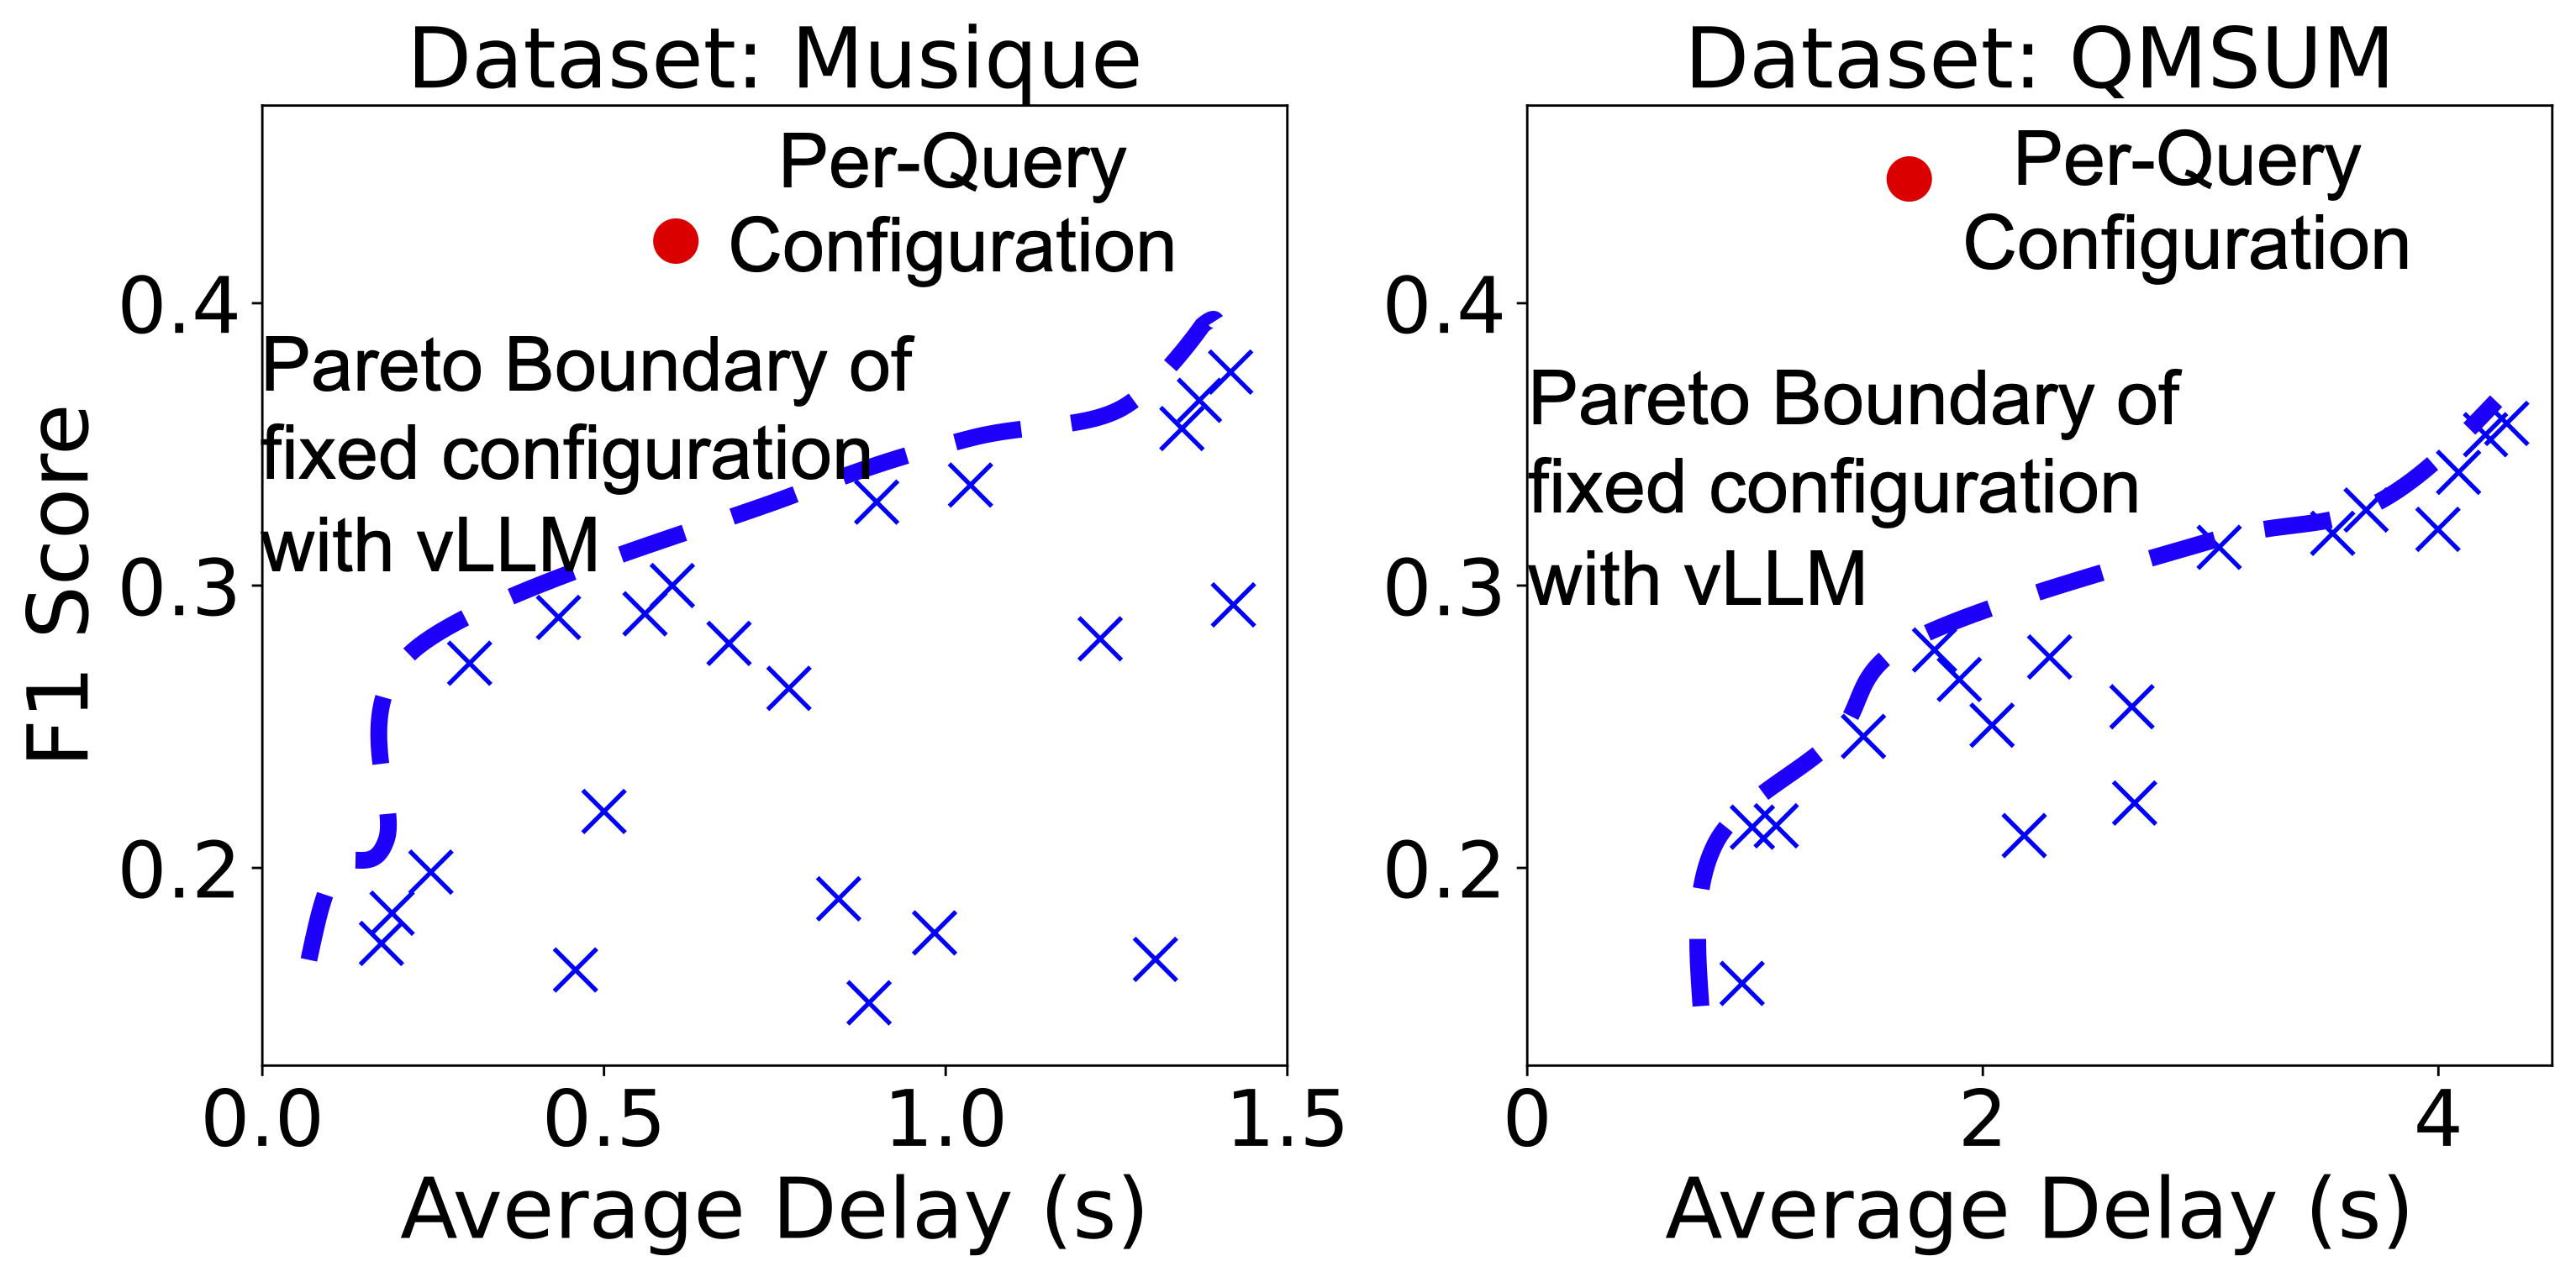 Dataset: Musique
Per-Query
Configuration
Pareto Boundary of
fixed configuration
with vLLM
F1 Score
0.4
0.3
0.2
0.0 0.5 1.0 1.5
Average Delay (s)
Dataset: QMSUM
Per-Query
Configuration
Pareto Boundary of
fixed configuration
with vLLM
0.4
0.3
0.2
0 2 4
Average Delay (s)